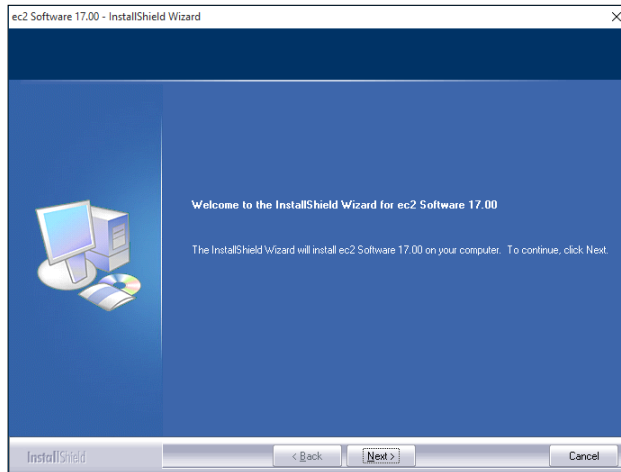 ec2 Software 17.00 - InstallShield Wizard
Welcome to the InstallShield Wizard for ec2 Software 17.00
The InstallShield Wizard will install ec2 Software 17.00 on your computer. To continue, click Next.
InstallShield
< Back
Next >
Cancel